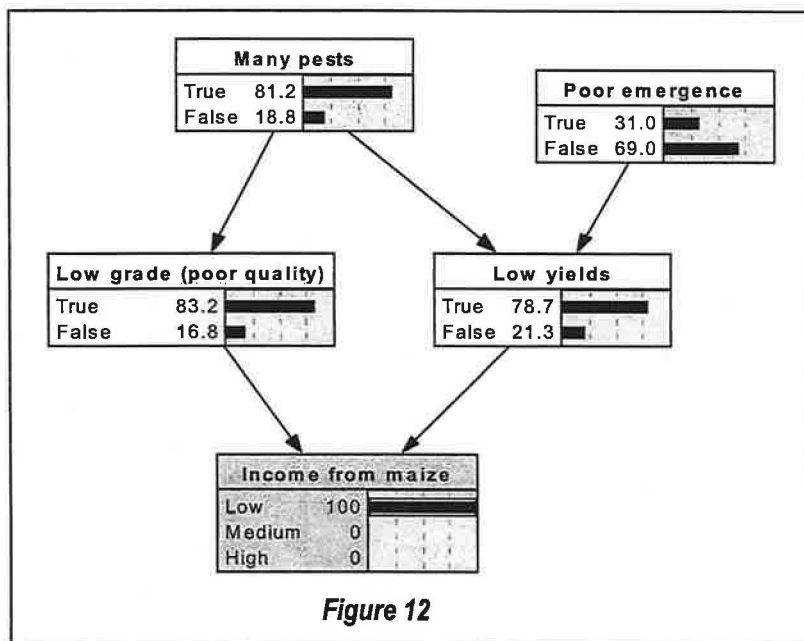 Many pests
True 81.2
False 18.8
Poor emergence
True 31.0
False 69.0
Low grade (poor quality)
True 83.2
False 16.8
Low yields
True 78.7
False 21.3
Income from maize
Low 100
Medium 0
High 0
Figure 12